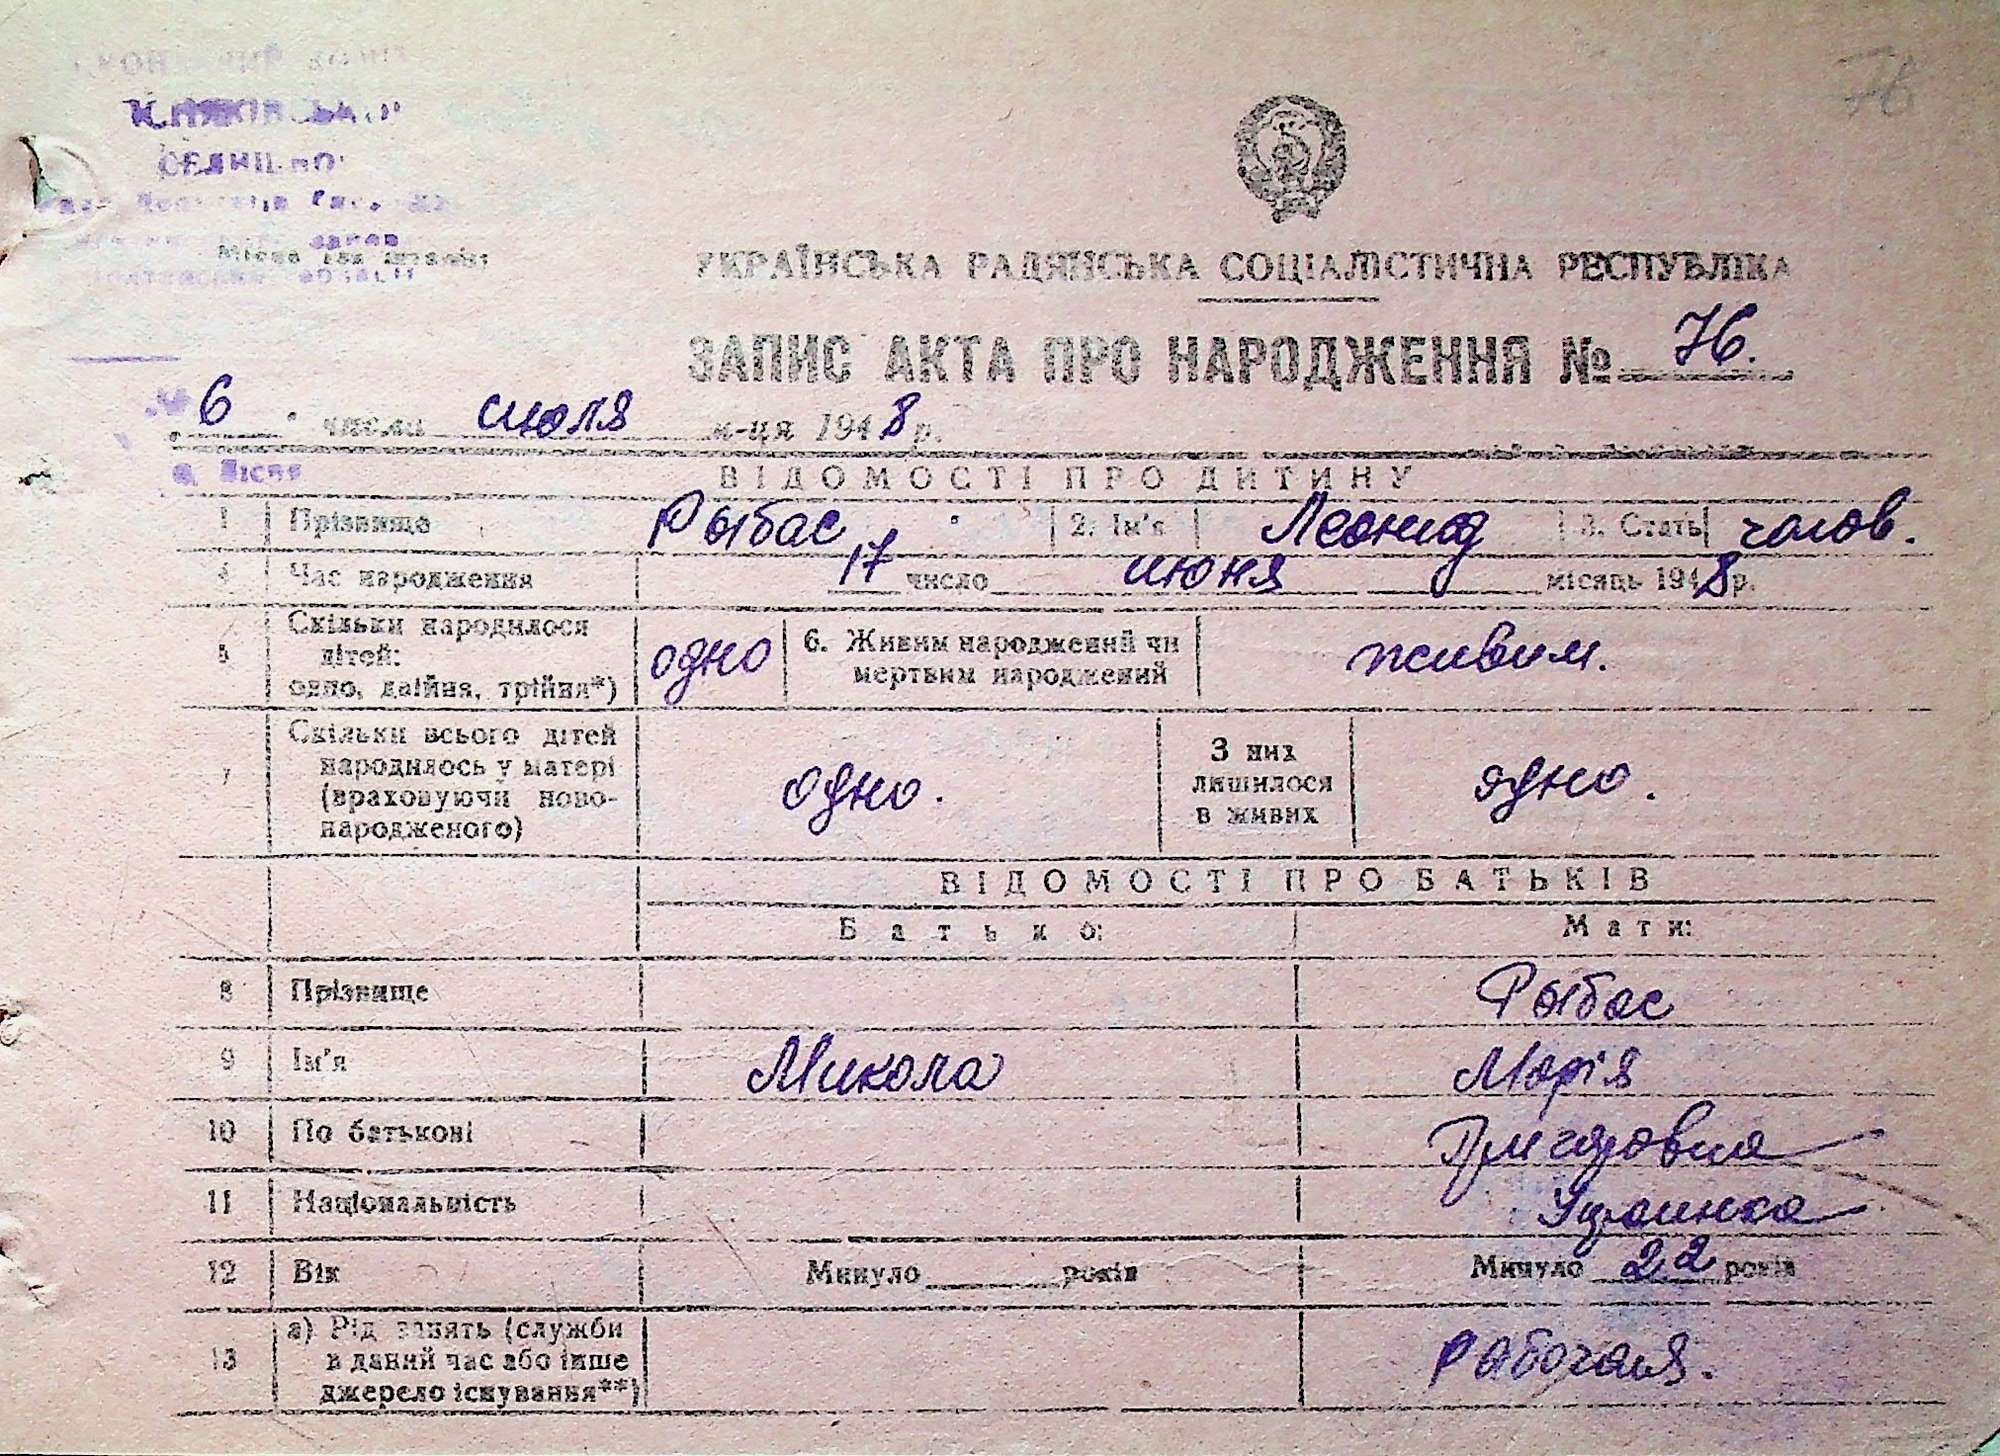 76
УКРАЇНСЬКА РАДЯНСЬКА СОЦІАЛІСТИЧНА РЕСПУБЛІКА
ЗАПИС АКТА ПРО НАРОДЖЕННЯ № 76.
6 числа июля м-ця 1948 р.
ВІДОМОСТІ ПРО ДИТИНУ
1 Прізвище Рыбас 2. Ім'я Леонид 3. Стать чолов.
4 Час народження 17 число июня місяць 1948 р.
5 Скільки народилося дітей: одно, двійня, трійня*) одно 6. Живим народжений чи мертвим народжений живим.
7 Скільки всього дітей народилось у матері (враховуючи новонародженого) одно. З них лишилося в живих одно.
ВІДОМОСТІ ПРО БАТЬКІВ
Батько: Мати:
8 Прізвище Рыбас
9 Ім'я Микола Марія
10 По батькові Григоровна
11 Національність Украинка
12 Вік Минуло років Минуло 22 років
13 а) Рід занять (служби в даний час або інше джерело існування**) Рабочая.